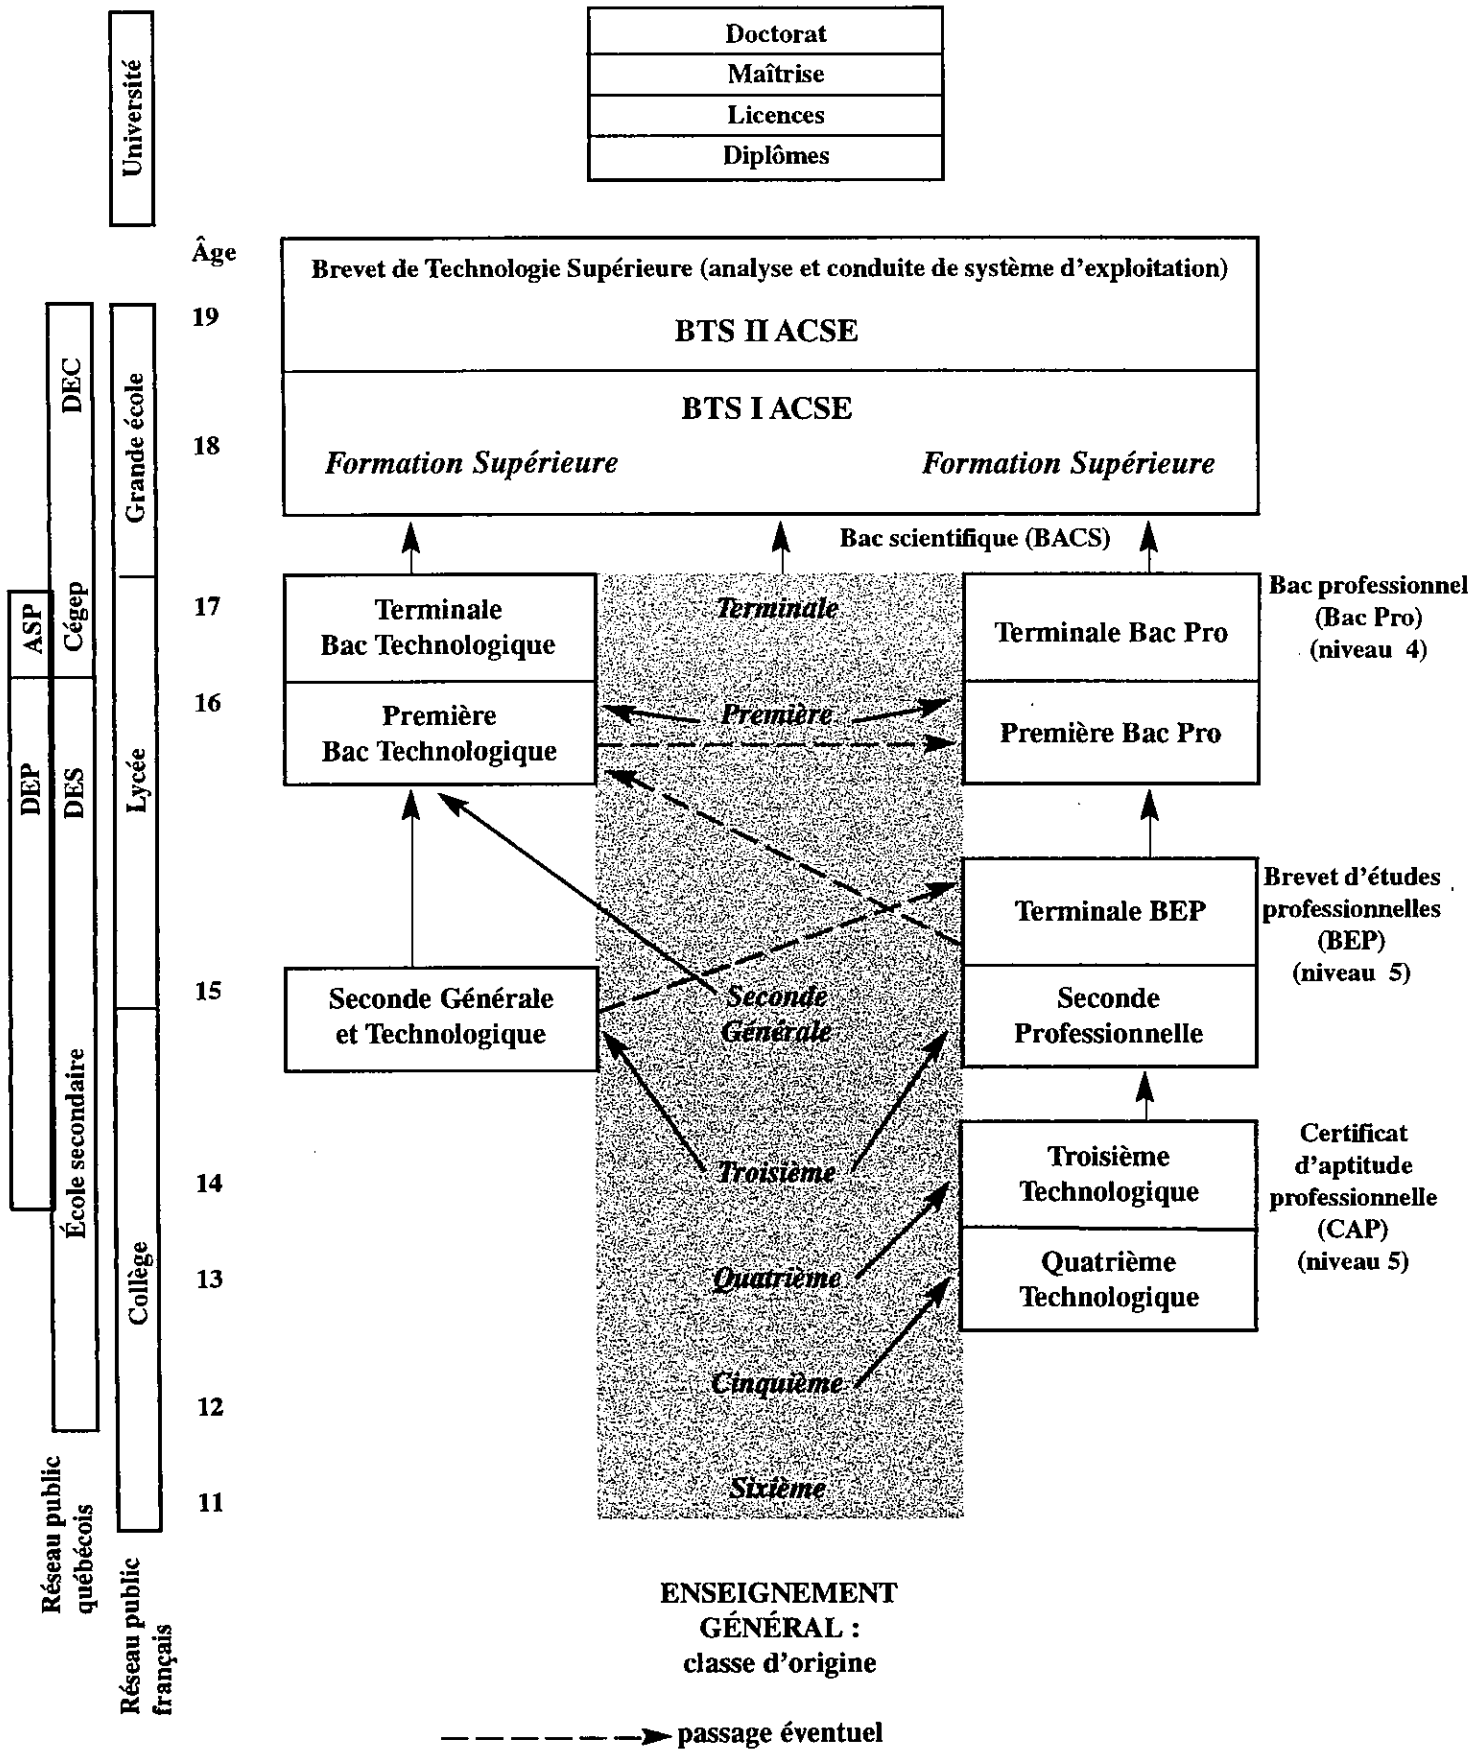 Doctorat
Maîtrise
Licences
Diplômes
Université
Âge
19
18
17
16
15
14
13
12
11
DEC
Cégep
ASP
DEP
DES
École secondaire
Grande école
Lycée
Collège
Réseau public
québécois
Réseau public
français
Brevet de Technologie Supérieure (analyse et conduite de système d'exploitation)
BTS II ACSE
BTS I ACSE
Formation Supérieure
Formation Supérieure
Bac scientifique (BACS)
Terminale
Bac Technologique
Terminale
Terminale Bac Pro
Bac professionnel
(Bac Pro)
(niveau 4)
Première
Bac Technologique
Première
Première Bac Pro
Terminale BEP
Brevet d'études
professionnelles
(BEP)
(niveau 5)
Seconde Générale
et Technologique
Seconde
Générale
Seconde
Professionnelle
Troisième
Troisième
Technologique
Certificat
d'aptitude
professionnelle
(CAP)
(niveau 5)
Quatrième
Quatrième
Technologique
Cinquième
Sixième
ENSEIGNEMENT
GÉNÉRAL :
classe d'origine
passage éventuel